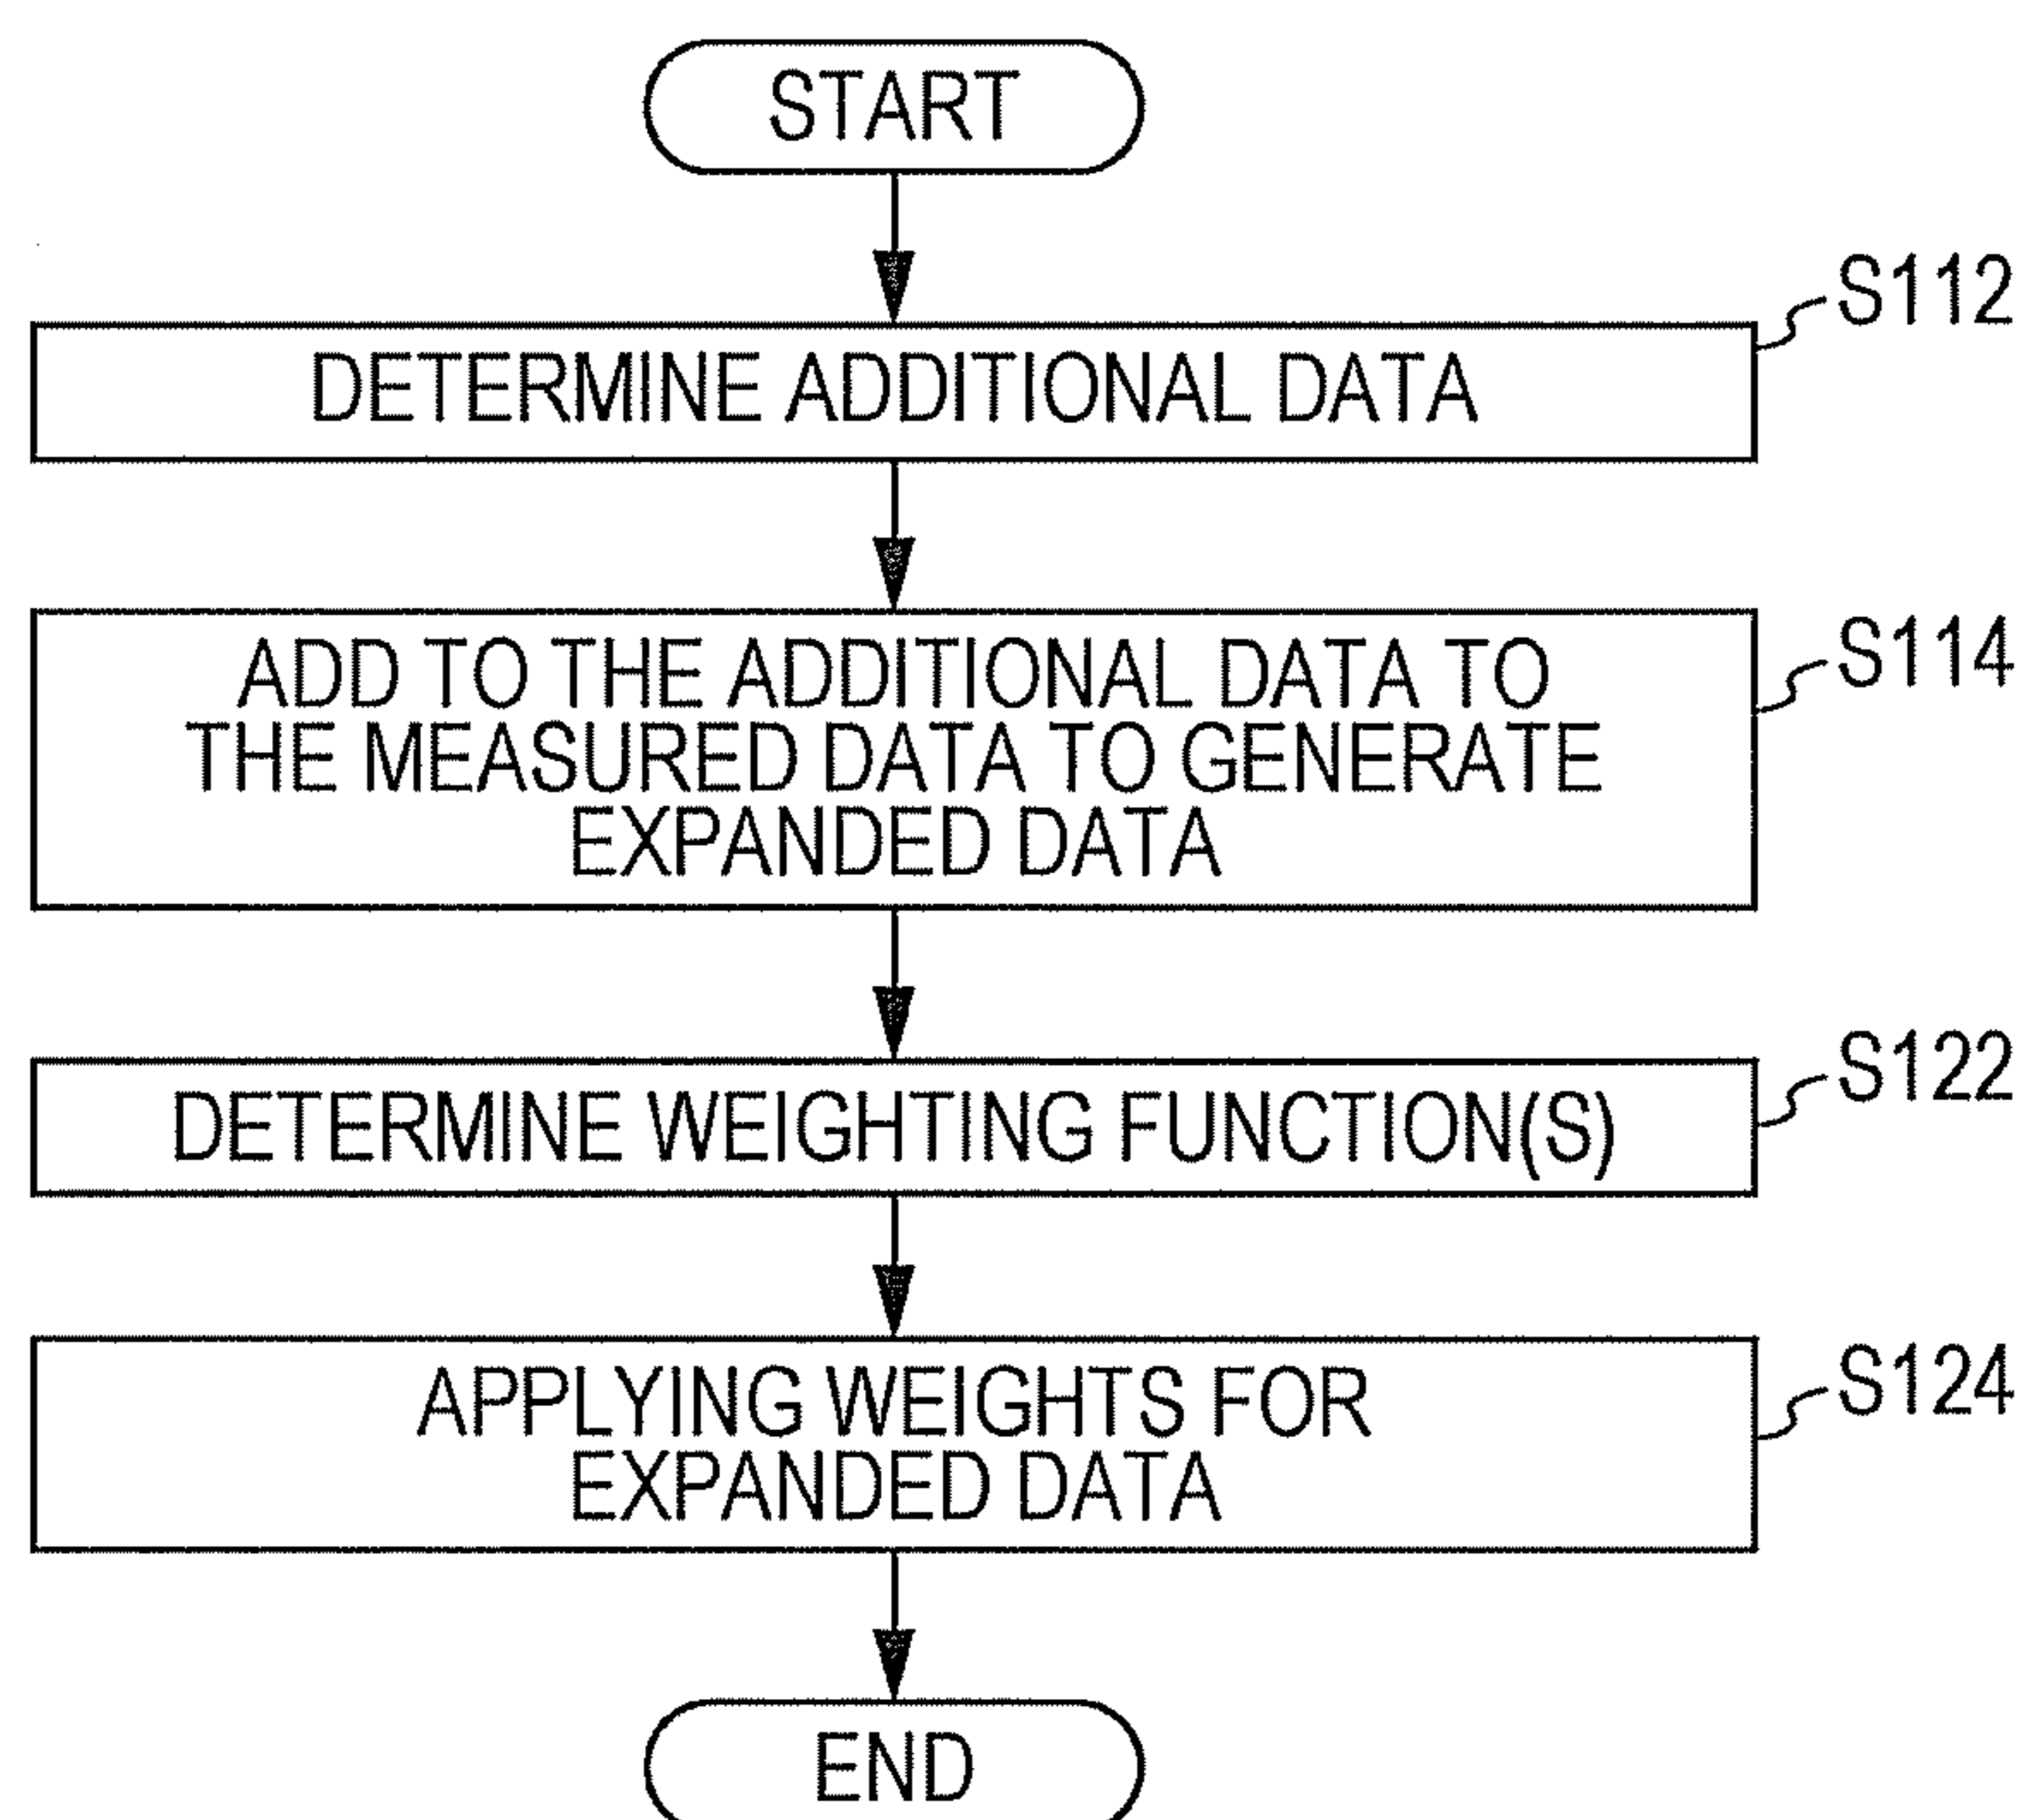 START
S112
DETERMINE ADDITIONAL DATA
S114
ADD TO THE ADDITIONAL DATA TO
THE MEASURED DATA TO GENERATE
EXPANDED DATA
S122
DETERMINE WEIGHTING FUNCTION(S)
S124
APPLYING WEIGHTS FOR
EXPANDED DATA
END